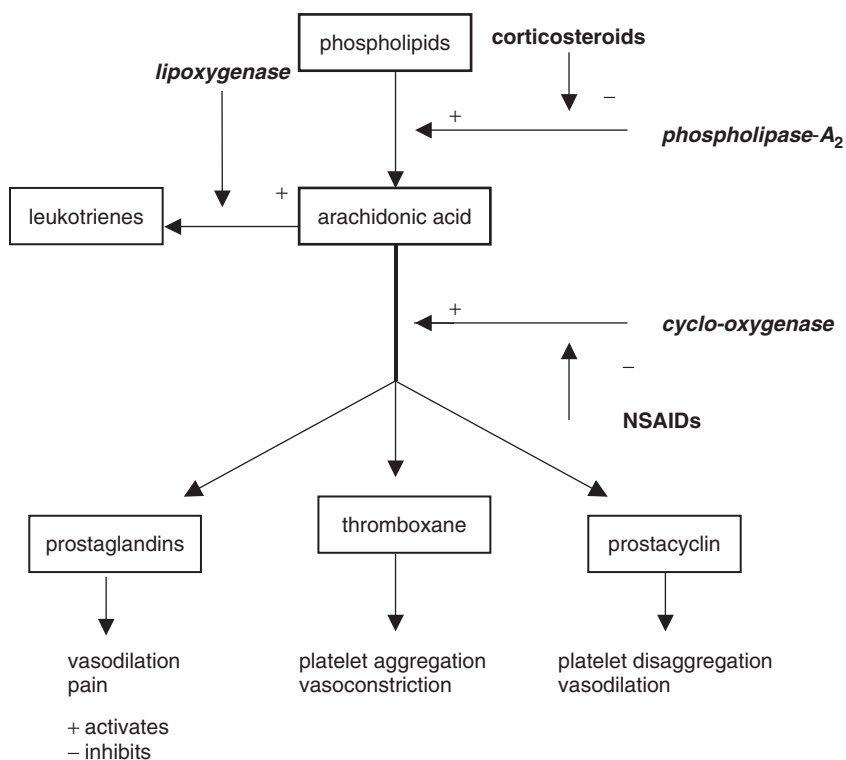 phospholipids
corticosteroids
lipoxygenase
−
+
phospholipase-A₂
+
leukotrienes
arachidonic acid
+
cyclo-oxygenase
−
NSAIDs
prostaglandins
thromboxane
prostacyclin
vasodilation
pain
platelet aggregation
vasoconstriction
platelet disaggregation
vasodilation
+ activates
− inhibits